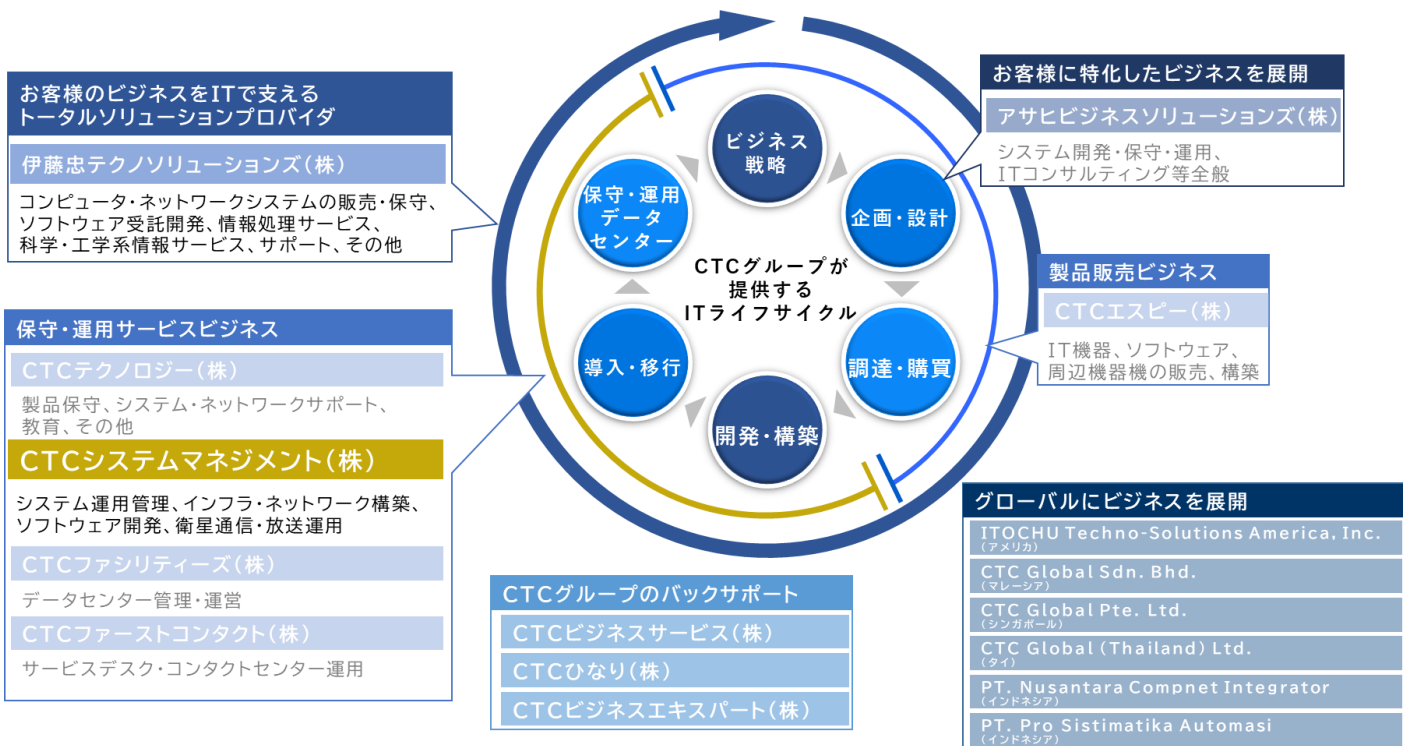 お客様のビジネスをITで支える
トータルソリューションプロバイダ
伊藤忠テクノソリューションズ(株)
コンピュータ・ネットワークシステムの販売・保守、
ソフトウェア受託開発、情報処理サービス、
科学・工学系情報サービス、サポート、その他
保守・運用サービスビジネス
CTCテクノロジー(株)
製品保守、システム・ネットワークサポート、
教育、その他
CTCシステムマネジメント(株)
システム運用管理、インフラ・ネットワーク構築、
ソフトウェア開発、衛星通信・放送運用
CTCファシリティーズ(株)
データセンター管理・運営
CTCファーストコンタクト(株)
サービスデスク・コンタクトセンター運用
ビジネス
戦略
企画・設計
調達・購買
開発・構築
導入・移行
保守・運用
データ
センター
CTCグループが
提供する
ITライフサイクル
お客様に特化したビジネスを展開
アサヒビジネスソリューションズ(株)
システム開発・保守・運用、
ITコンサルティング等全般
製品販売ビジネス
CTCエスピー(株)
IT機器、ソフトウェア、
周辺機器機の販売、構築
CTCグループのバックサポート
CTCビジネスサービス(株)
CTCひなり(株)
CTCビジネスエキスパート(株)
グローバルにビジネスを展開
ITOCHU Techno-Solutions America, Inc.
(アメリカ)
CTC Global Sdn. Bhd.
(マレーシア)
CTC Global Pte. Ltd.
(シンガポール)
CTC Global (Thailand) Ltd.
(タイ)
PT. Nusantara Compnet Integrator
(インドネシア)
PT. Pro Sistimatika Automasi
(インドネシア)